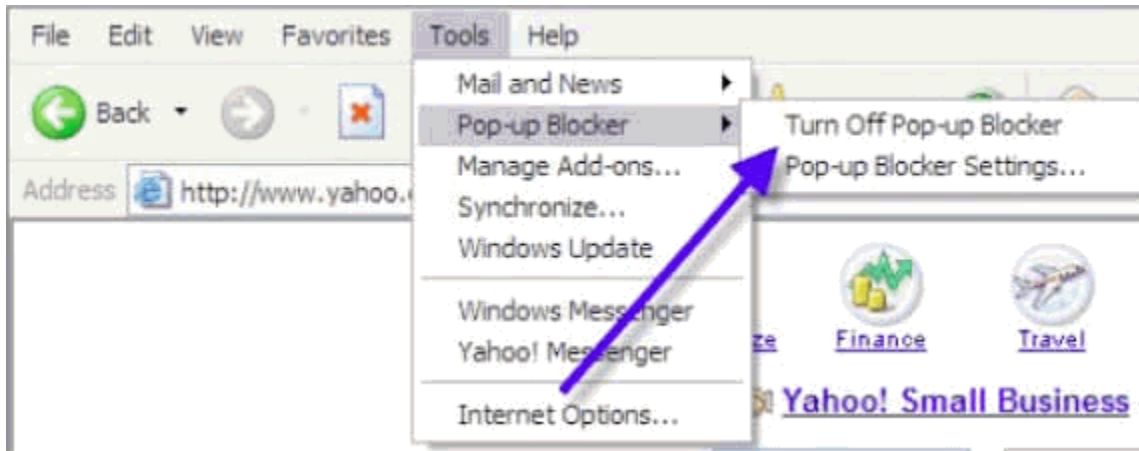 File Edit View Favorites Tools Help
Back
Address http://www.yahoo.
Mail and News
Pop-up Blocker
Manage Add-ons...
Synchronize...
Windows Update
Windows Messenger
Yahoo! Messenger
Internet Options...
Turn Off Pop-up Blocker
Pop-up Blocker Settings...
ze Finance Travel
Yahoo! Small Business